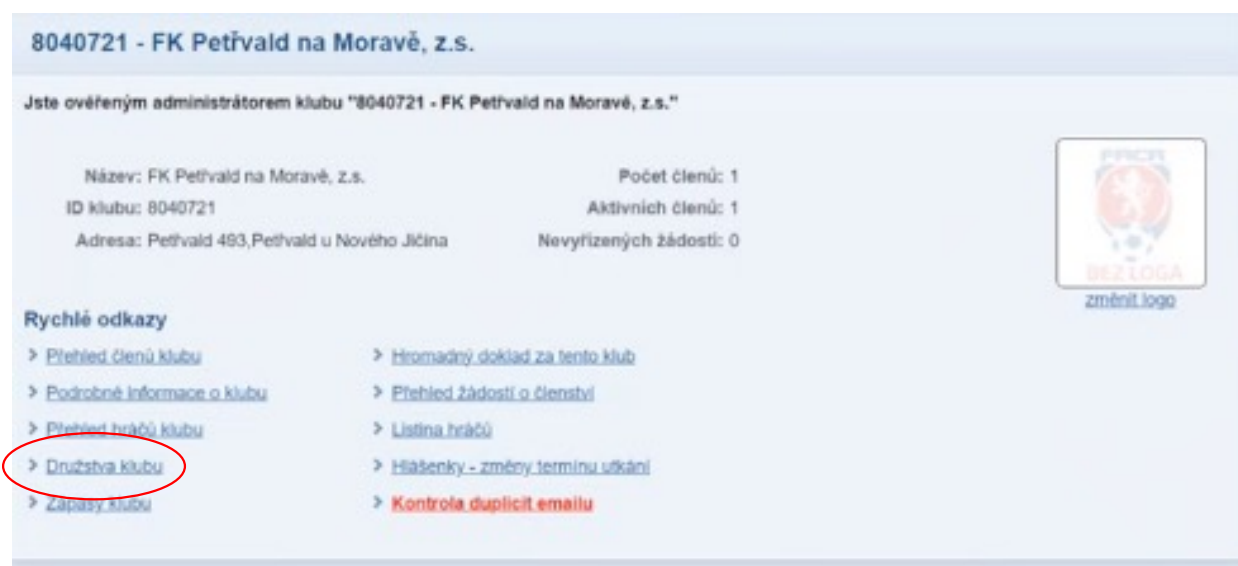 8040721 - FK Petřvald na Moravě, z.s.
Jste ověřeným administrátorem klubu "8040721 - FK Petřvald na Moravě, z.s."
Název: FK Petřvald na Moravě, z.s.
Počet členů: 1
ID klubu: 8040721
Aktivních členů: 1
Adresa: Petřvald 493,Petřvald u Nového Jičína
Nevyřízených žádostí: 0
FACR
BEZ LOGA
změnit logo
Rychlé odkazy
> Přehled členů klubu
> Hromadný doklad za tento klub
> Podrobné informace o klubu
> Přehled žádostí o členství
> Přehled hráčů klubu
> Listina hráčů
> Družstva klubu
> Hlášenky - změny termínu utkání
> Zápasy klubu
> Kontrola duplicit emailu